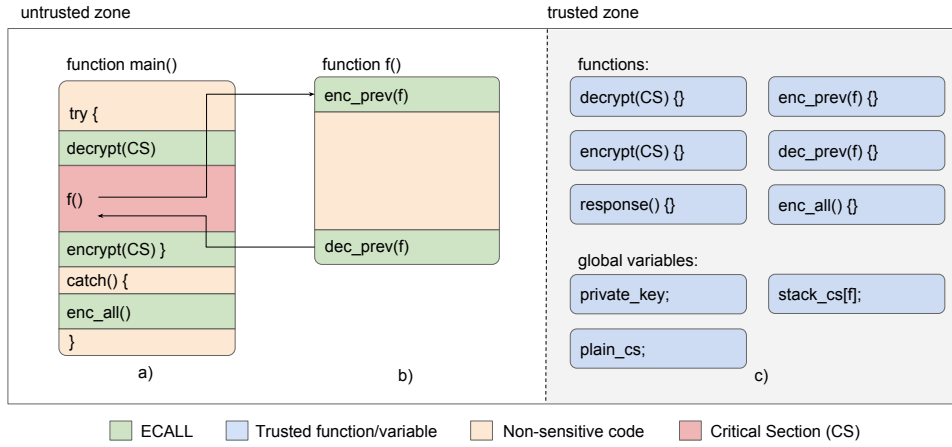 untrusted zone
trusted zone
function main()
try {
decrypt(CS)
f()
encrypt(CS) }
catch() {
enc_all()
}
a)
function f()
enc_prev(f)
dec_prev(f)
b)
functions:
decrypt(CS) {}
enc_prev(f) {}
encrypt(CS) {}
dec_prev(f) {}
response() {}
enc_all() {}
global variables:
private_key;
stack_cs[f];
plain_cs;
c)
ECALL
Trusted function/variable
Non-sensitive code
Critical Section (CS)